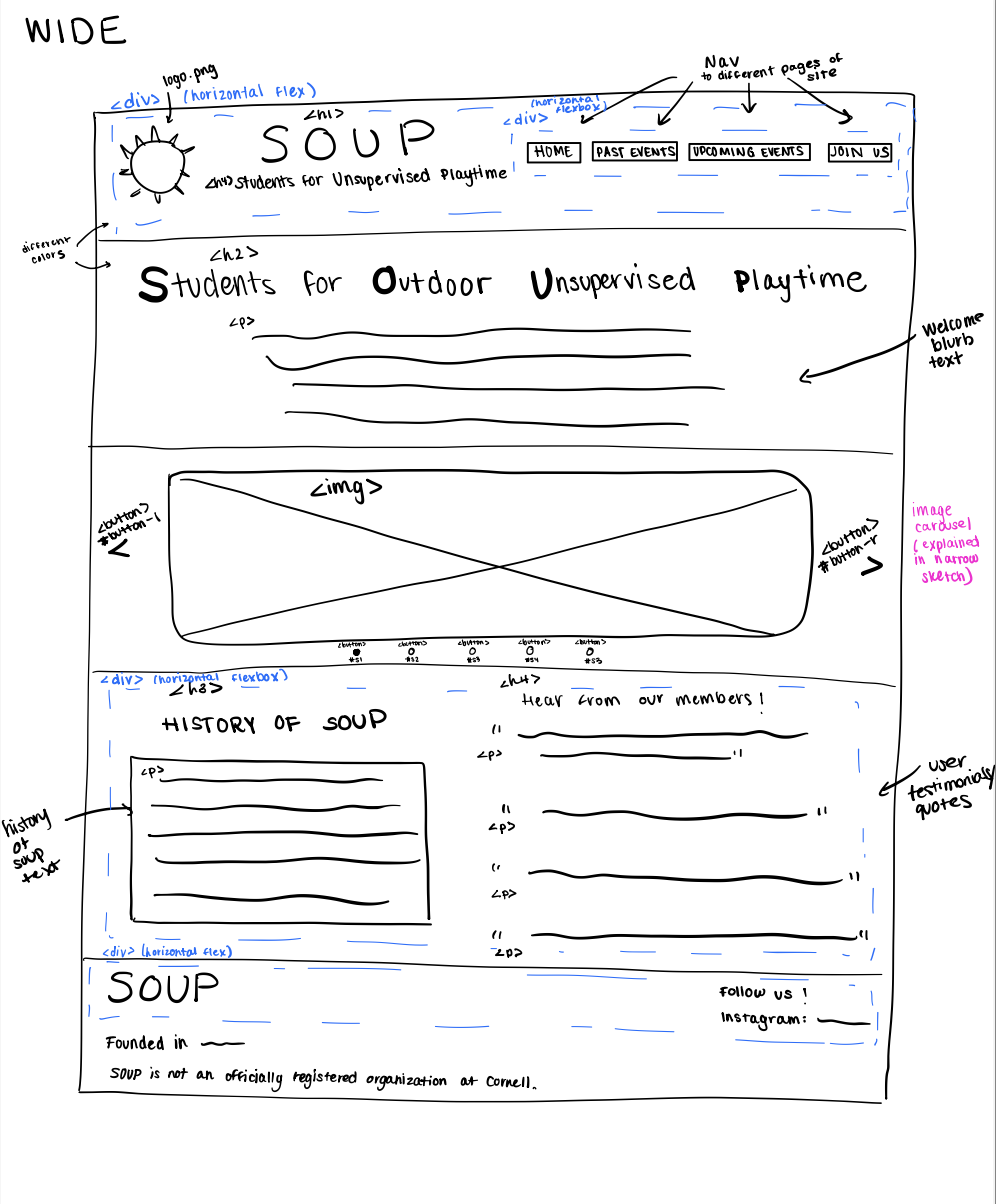 WIDE
logo.png
<div> (horizontal flex)
Nav
to different pages of
site
(horizontal
flexbox)
<div>
<h1>
SOUP
<h4> Students for Unsupervised Playtime
HOME
PAST EVENTS
UPCOMING EVENTS
JOIN US
different
colors
<h2>
Students for Outdoor Unsupervised Playtime
<p>
Welcome
blurb
text
<img>
<button>
#button-l
<
<button>
#button-r
>
image
carousel
(explained
in narrow
sketch)
<button> <button> <button> <button> <button>
#s1 #s2 #s3 #s4 #s5
<div> (horizontal flexbox)
<h3>
HISTORY OF SOUP
<p>
history
of
soup
text
<h4>
Hear from our members!
"
<p> "
" "
<p>
" "
<p>
" "
<p>
user
testimonials
quotes
<div> (horizontal flex)
SOUP
Follow us!
Instagram:
Founded in
SOUP is not an officially registered organization at Cornell.